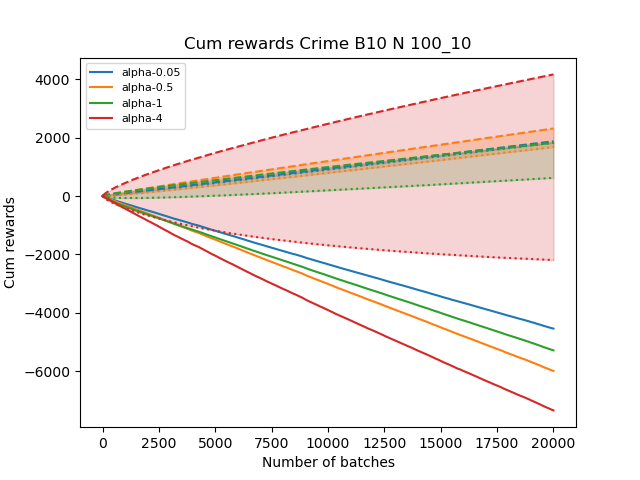 Cum rewards Crime B10 N 100_10
alpha-0.05
alpha-0.5
alpha-1
alpha-4
4000
2000
0
−2000
−4000
−6000
Cum rewards
0 2500 5000 7500 10000 12500 15000 17500 20000
Number of batches